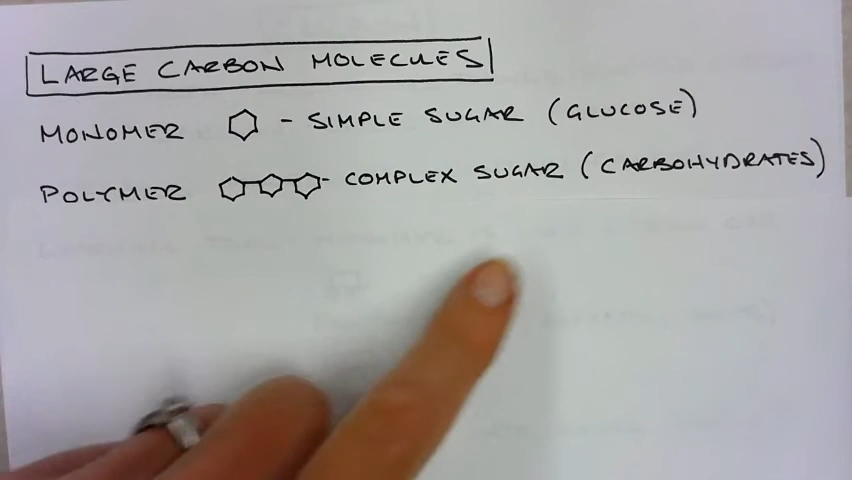 LARGE CARBON MOLECULES
MONOMER - SIMPLE SUGAR (GLUCOSE)
POLYMER - COMPLEX SUGAR (CARBOHYDRATES)